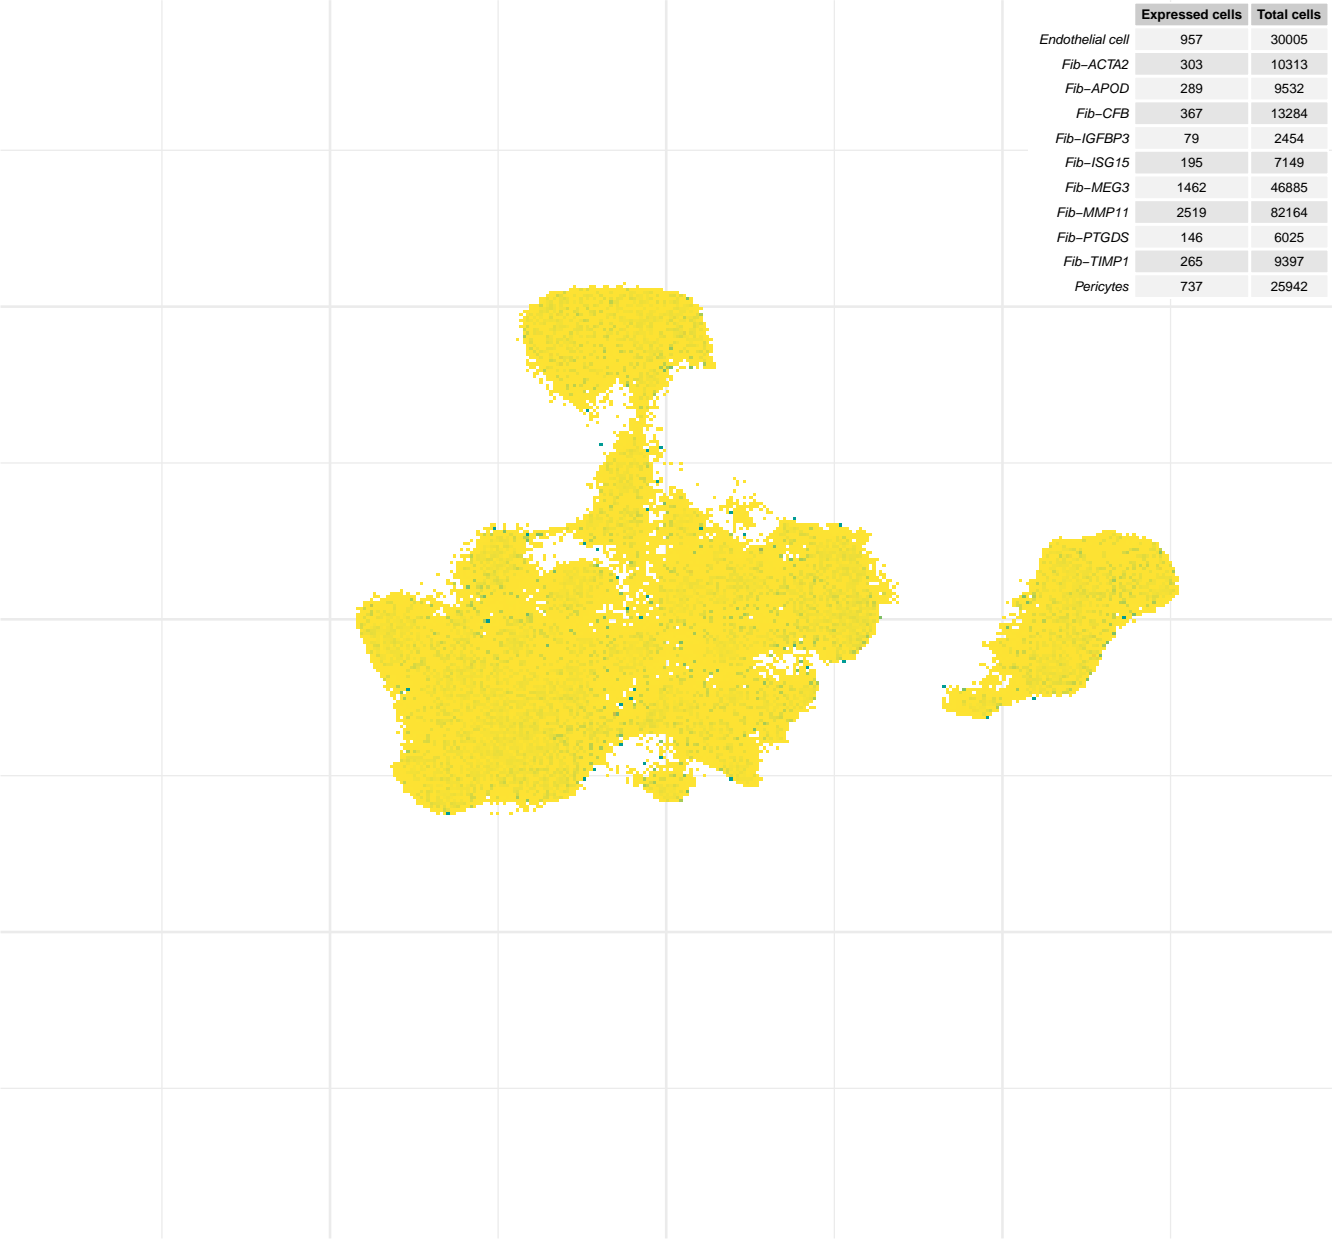 Expressed cells Total cells
Endothelial cell 957 30005
Fib−ACTA2 303 10313
Fib−APOD 289 9532
Fib−CFB 367 13284
Fib−IGFBP3 79 2454
Fib−ISG15 195 7149
Fib−MEG3 1462 46885
Fib−MMP11 2519 82164
Fib−PTGDS 146 6025
Fib−TIMP1 265 9397
Pericytes 737 25942